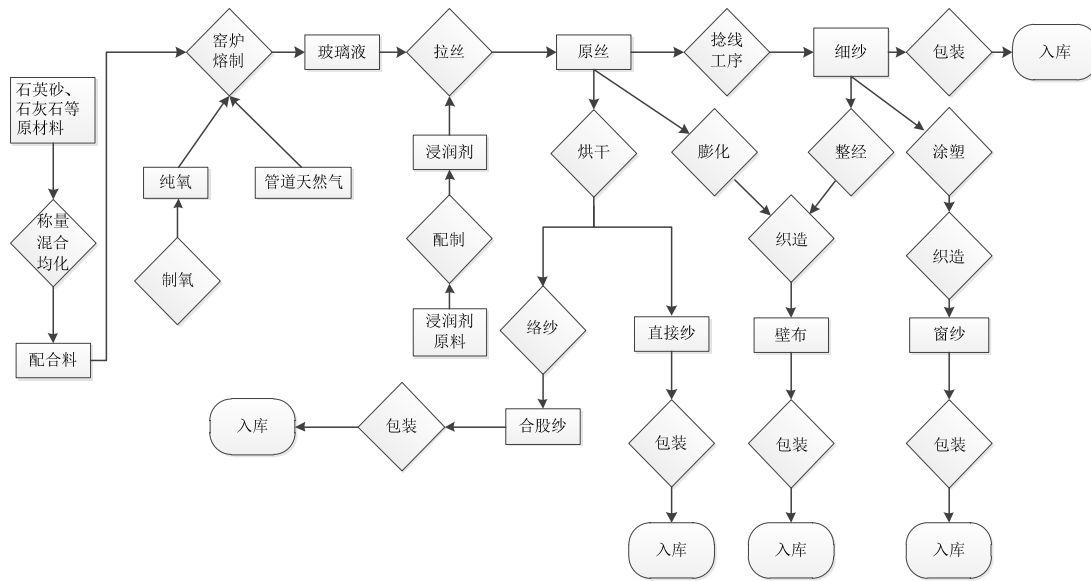 窑炉
熔制
玻璃液
拉丝
原丝
捻线
工序
细纱
包装
入库
石英砂、
石灰石等
原材料
纯氧
管道天然气
浸润剂
烘干
膨化
整经
涂塑
称量
混合
均化
制氧
配制
织造
织造
配合料
浸润剂
原料
络纱
直接纱
壁布
窗纱
入库
包装
合股纱
包装
包装
包装
入库
入库
入库